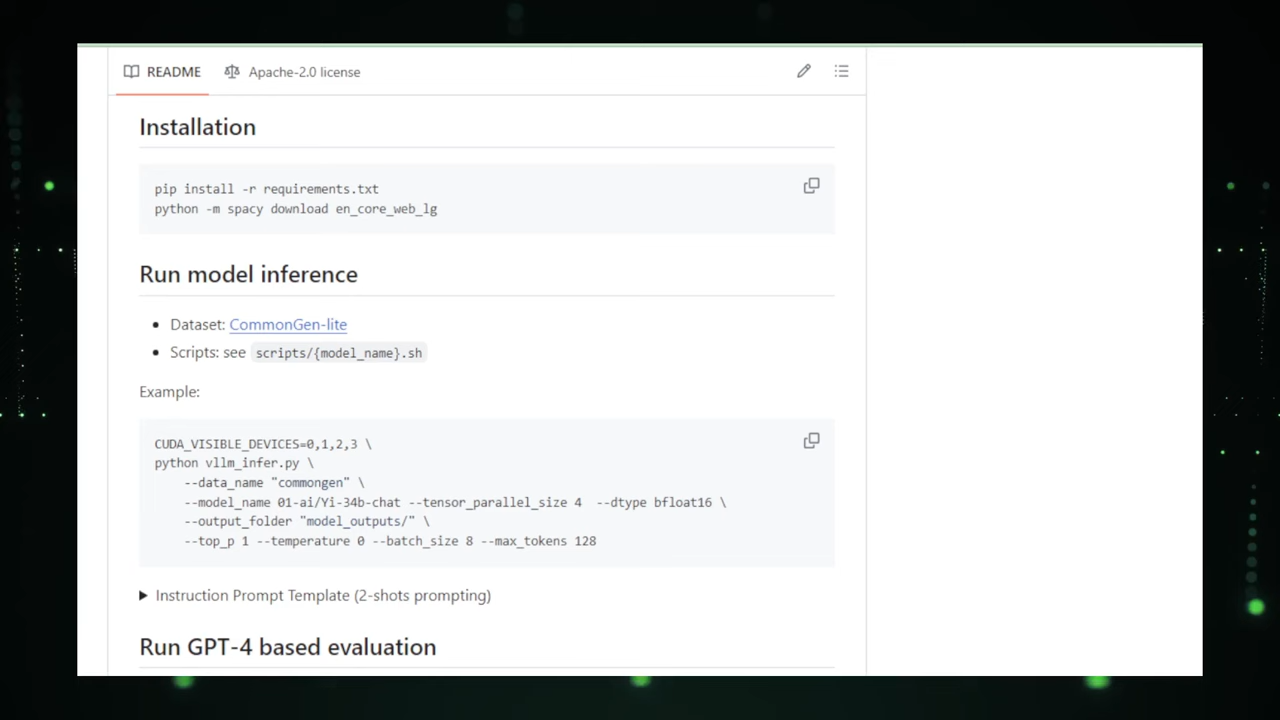 README
Apache-2.0 license
Installation
pip install -r requirements.txt
python -m spacy download en_core_web_lg
Run model inference
Dataset: CommonGen-lite
Scripts: see scripts/{model_name}.sh
Example:
CUDA_VISIBLE_DEVICES=0,1,2,3 \
python vllm_infer.py \
--data_name "commongen" \
--model_name 01-ai/Yi-34b-chat --tensor_parallel_size 4 --dtype bfloat16 \
--output_folder "model_outputs/" \
--top_p 1 --temperature 0 --batch_size 8 --max_tokens 128
Instruction Prompt Template (2-shots prompting)
Run GPT-4 based evaluation